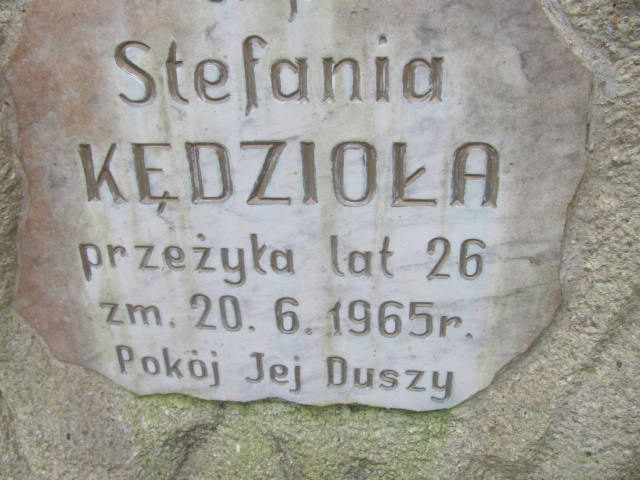 Stefania
KĘDZIOŁA
przeżyła lat 26
zm. 20. 6. 1965r.
Pokój Jej Duszy